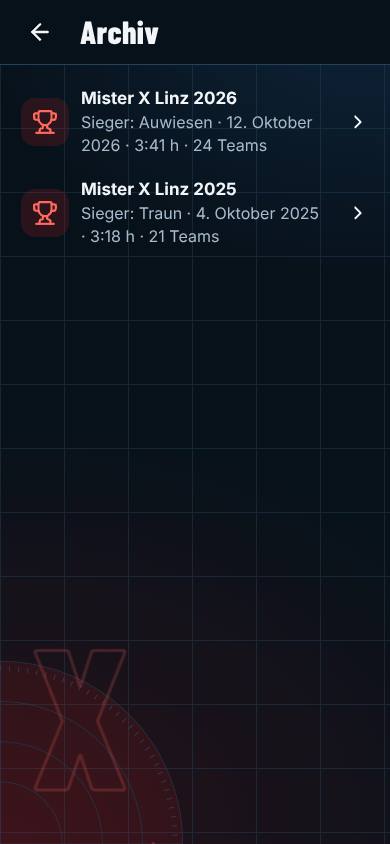 Archiv
Mister X Linz 2026
Sieger: Auwiesen · 12. Oktober
2026 · 3:41 h · 24 Teams
Mister X Linz 2025
Sieger: Traun · 4. Oktober 2025
· 3:18 h · 21 Teams
X